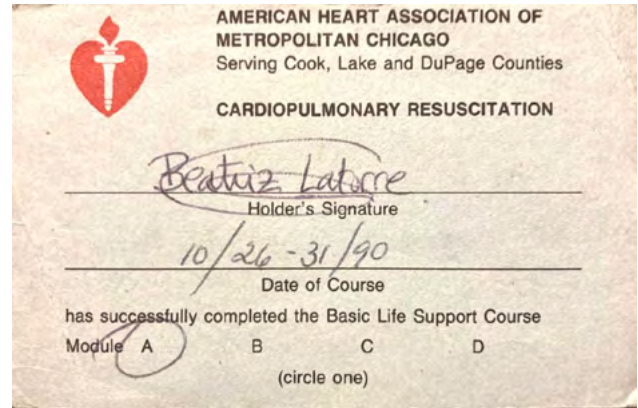 AMERICAN HEART ASSOCIATION OF
METROPOLITAN CHICAGO
Serving Cook, Lake and DuPage Counties
CARDIOPULMONARY RESUSCITATION
Beatriz Latorre
Holder's Signature
10/26-31/90
Date of Course
has successfully completed the Basic Life Support Course
Module A B C D
(circle one)